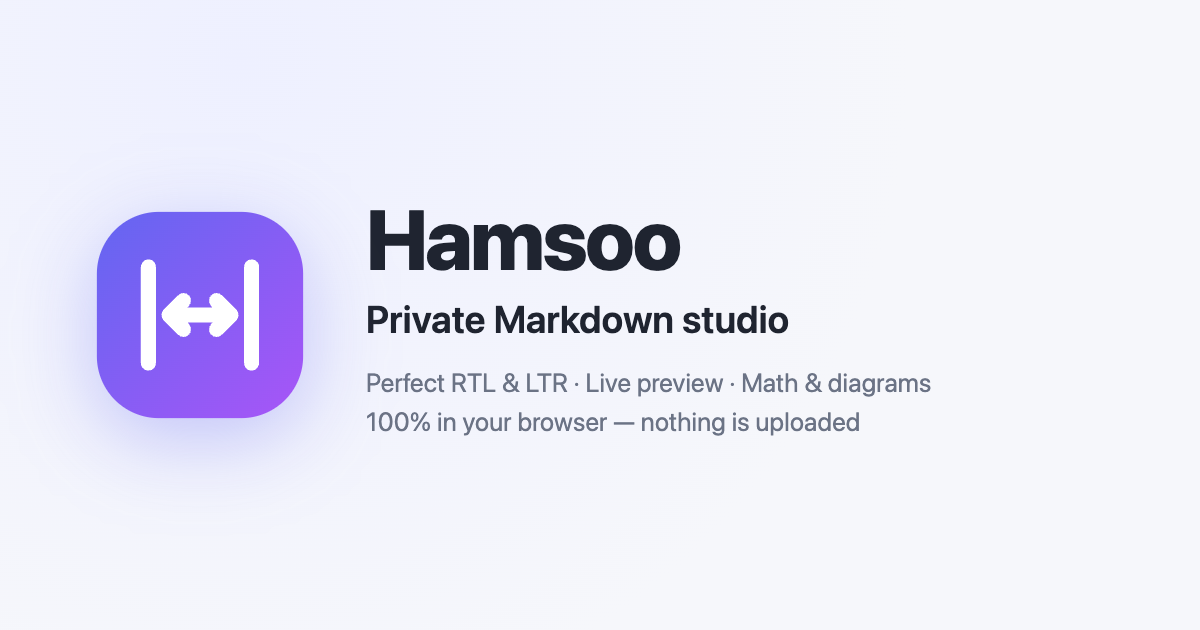 Hamsoo
Private Markdown studio
Perfect RTL & LTR · Live preview · Math & diagrams
100% in your browser — nothing is uploaded